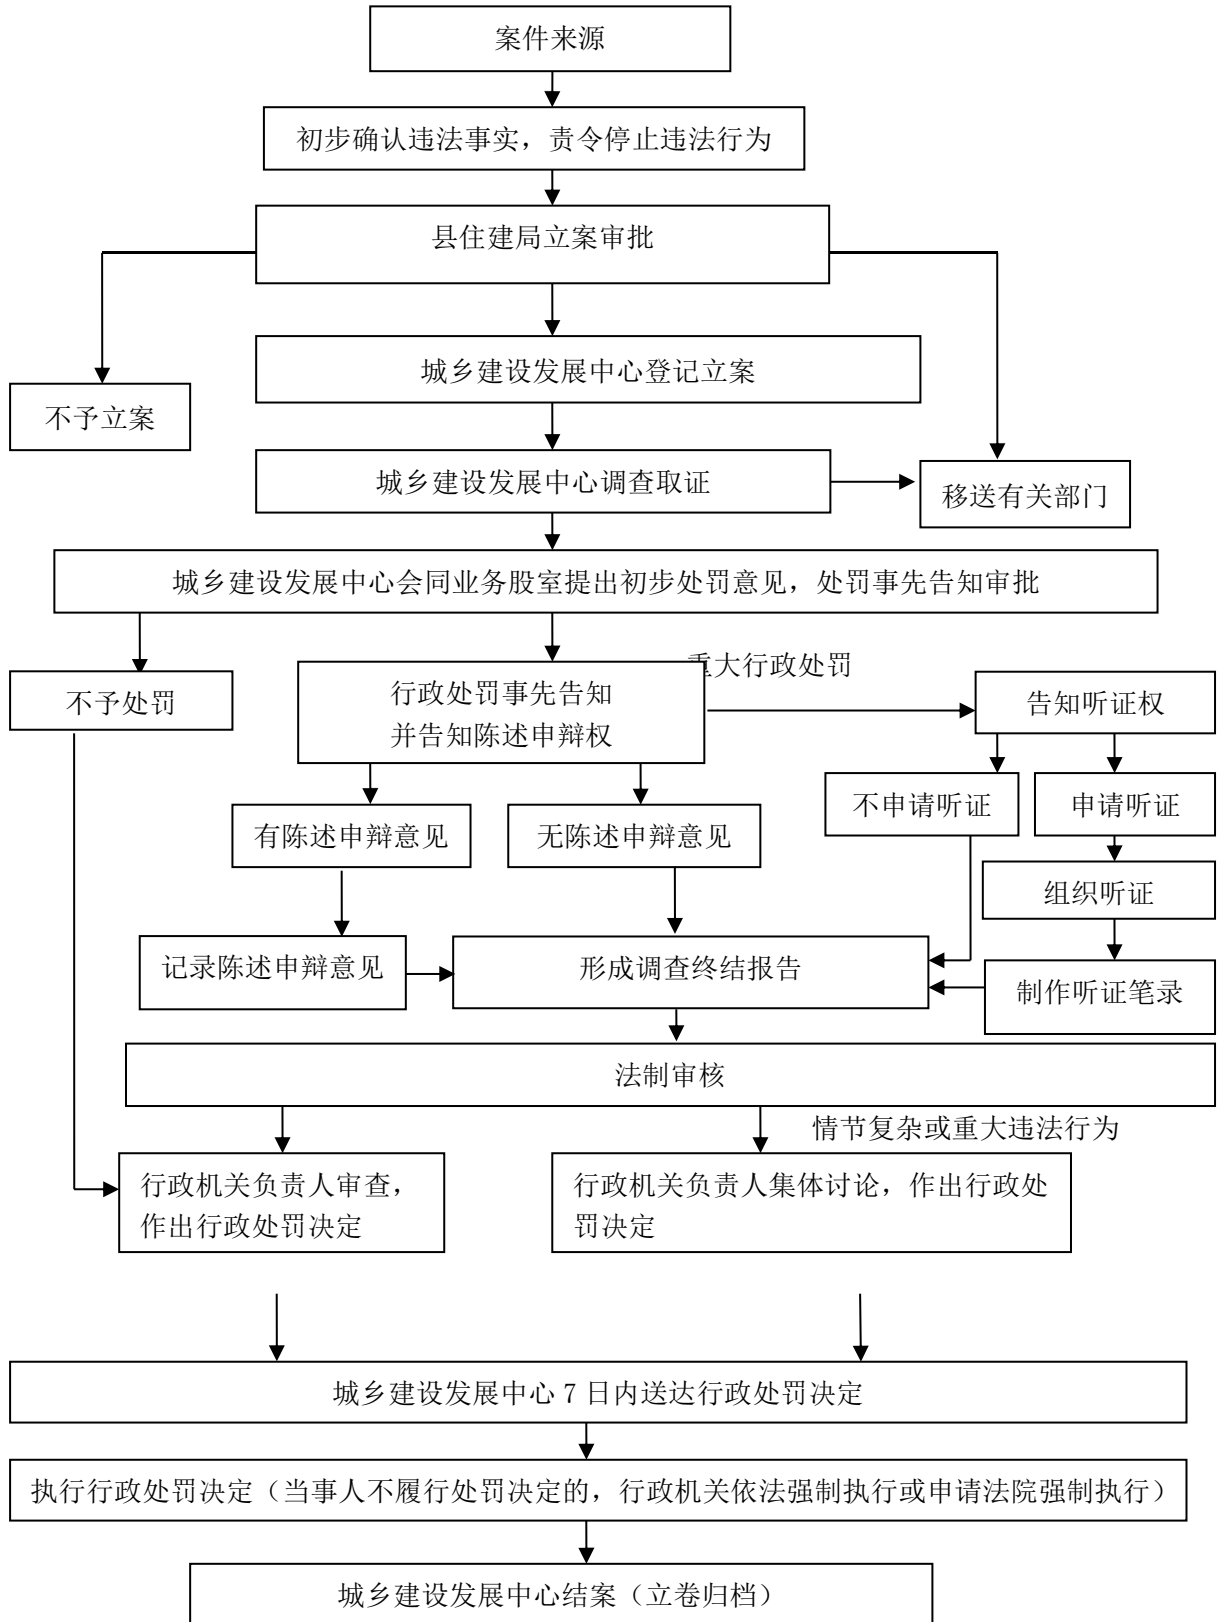 案件来源
初步确认违法事实，责令停止违法行为
县住建局立案审批
城乡建设发展中心登记立案
不予立案
城乡建设发展中心调查取证
移送有关部门
城乡建设发展中心会同业务股室提出初步处罚意见，处罚事先告知审批
重大行政处罚
不予处罚
行政处罚事先告知
并告知陈述申辩权
告知听证权
不申请听证
申请听证
有陈述申辩意见
无陈述申辩意见
组织听证
记录陈述申辩意见
形成调查终结报告
制作听证笔录
法制审核
情节复杂或重大违法行为
行政机关负责人审查，
作出行政处罚决定
行政机关负责人集体讨论，作出行政处
罚决定
城乡建设发展中心 7 日内送达行政处罚决定
执行行政处罚决定（当事人不履行处罚决定的，行政机关依法强制执行或申请法院强制执行）
城乡建设发展中心结案（立卷归档）